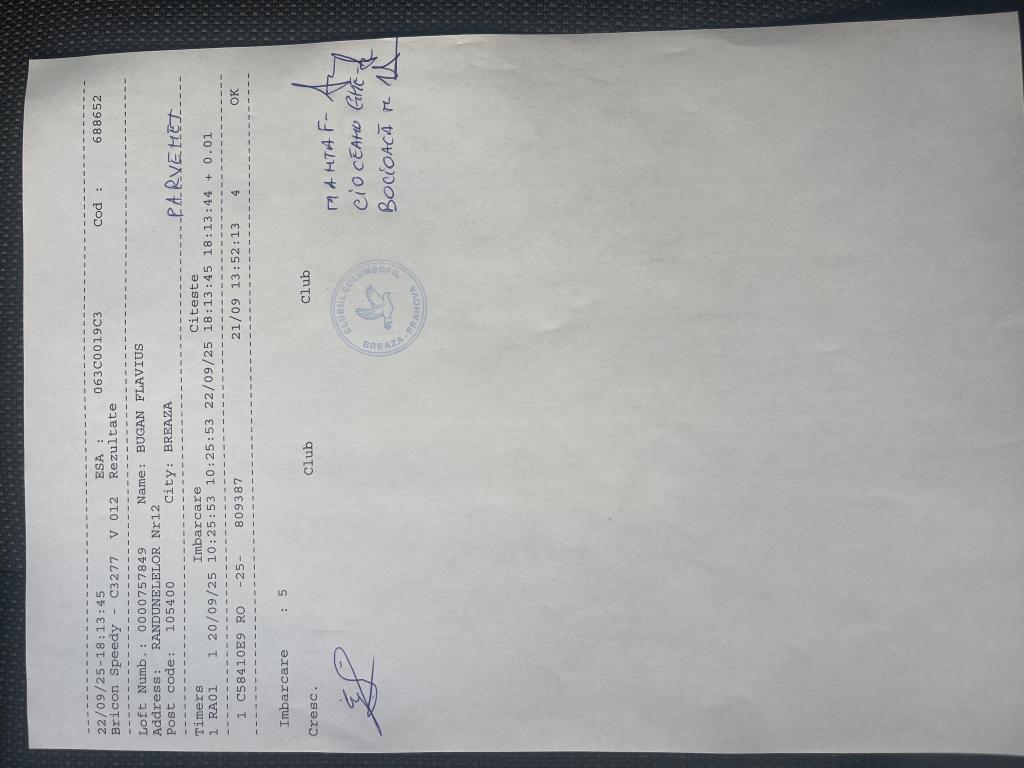 --------------------------------------------------------------------------------
22/09/25-18:13:45 ESA : 063C0019C3 Cod : 688652
Bricon Speedy - C3277 V 012 Rezultate
--------------------------------------------------------------------------------
Loft Numb.: 0000757849 Name: BUGAN FLAVIUS
Address: RANDUNELELOR Nr12
Post code: 105400 City: BREAZA PARVEMET
--------------------------------------------------------------------------------
Timers Imbarcare Citeste
1 RA01 1 20/09/25 10:25:53 10:25:53 22/09/25 18:13:45 18:13:44 + 0.01
--------------------------------------------------------------------------------
1 C58410E9 RO -25- 809387 21/09 13:52:13 4 OK
--------------------------------------------------------------------------------
Imbarcare : 5
Cresc. Club Club
MANTA F-
CIOCEANU GHE
BOCIOACĂ M
CLUBUL COLUMBOFIL
BREAZA - PRAHOVA